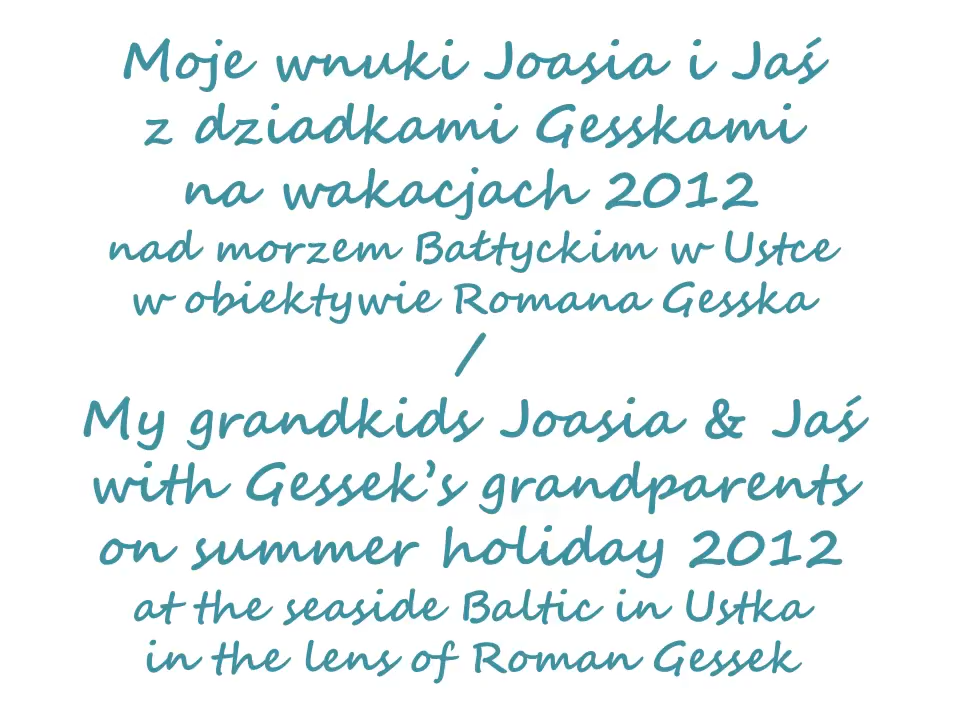 Moje wnuki Joasia i Jaś
z dziadkami Gesskami
na wakacjach 2012
nad morzem Bałtyckim w Ustce
w obiektywie Romana Gesska
/
My grandkids Joasia & Jaś
with Gessek’s grandparents
on summer holiday 2012
at the seaside Baltic in Ustka
in the lens of Roman Gessek